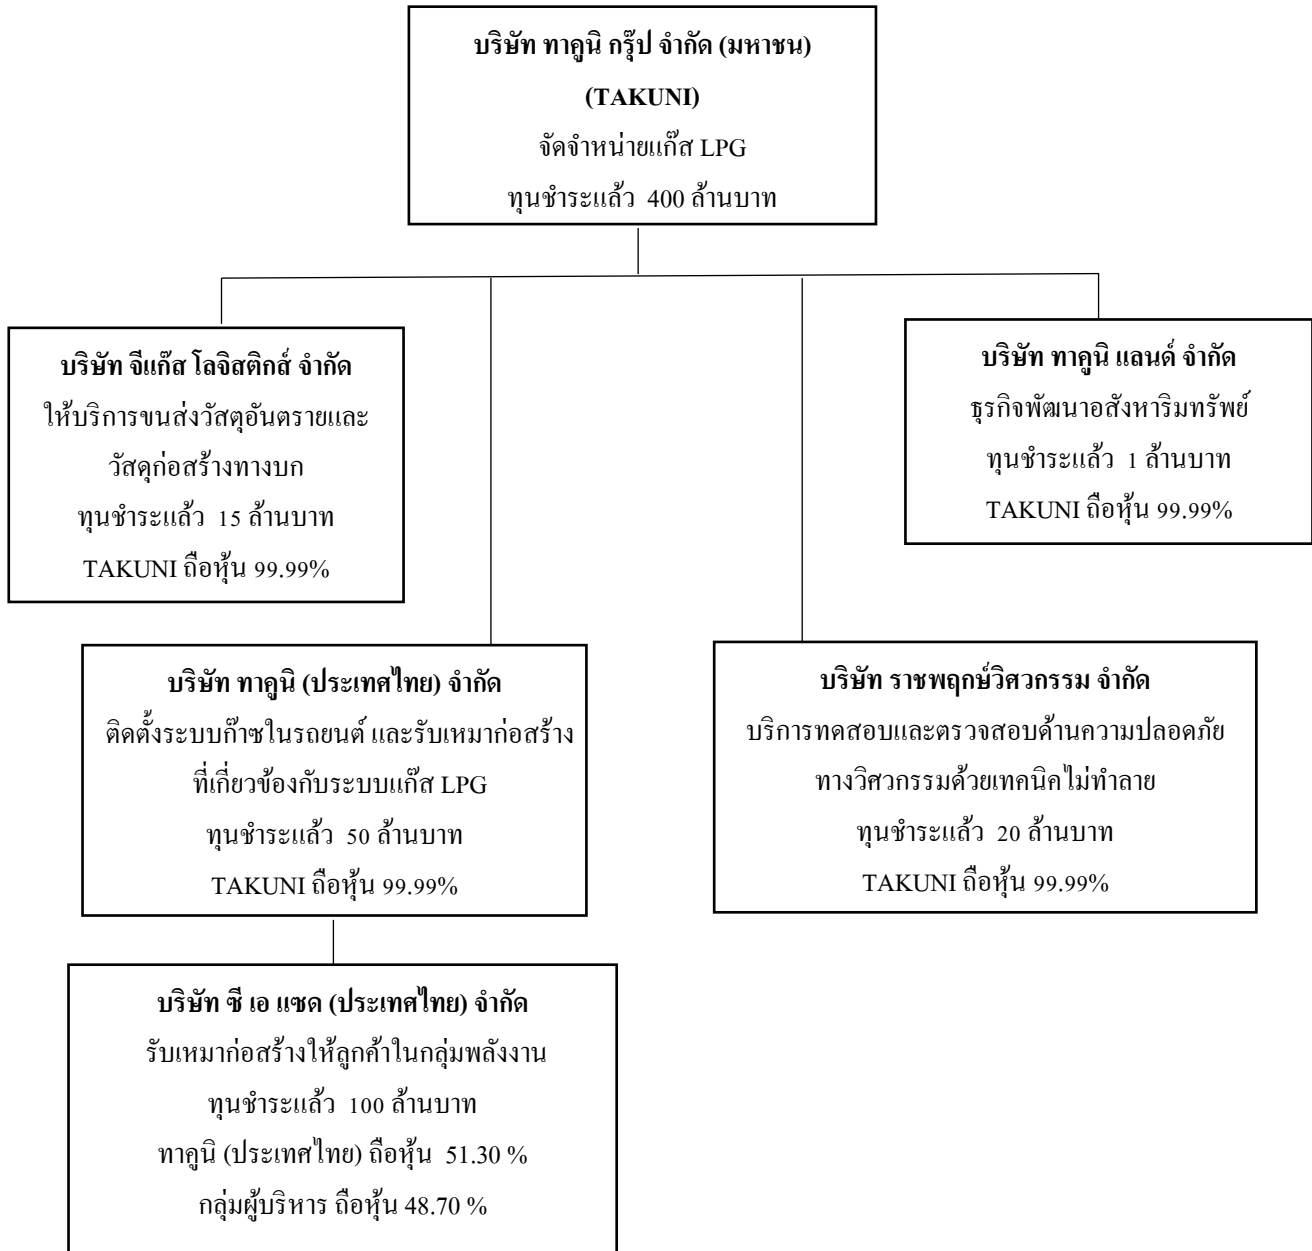 บริษัท ทาคูนิ กรุ๊ป จำกัด (มหาชน)
(TAKUNI)
จัดจำหน่ายแก๊ส LPG
ทุนชำระแล้ว 400 ล้านบาท
บริษัท จีแก๊ส โลจิสติกส์ จำกัด
ให้บริการขนส่งวัสดุอันตรายและ
วัสดุก่อสร้างทางบก
ทุนชำระแล้ว 15 ล้านบาท
TAKUNI ถือหุ้น 99.99%
บริษัท ทาคูนิ แลนด์ จำกัด
ธุรกิจพัฒนาอสังหาริมทรัพย์
ทุนชำระแล้ว 1 ล้านบาท
TAKUNI ถือหุ้น 99.99%
บริษัท ทาคูนิ (ประเทศไทย) จำกัด
ติดตั้งระบบก๊าซในรถยนต์ และรับเหมาก่อสร้าง
ที่เกี่ยวข้องกับระบบแก๊ส LPG
ทุนชำระแล้ว 50 ล้านบาท
TAKUNI ถือหุ้น 99.99%
บริษัท ราชพฤกษ์วิศวกรรม จำกัด
บริการทดสอบและตรวจสอบด้านความปลอดภัย
ทางวิศวกรรมด้วยเทคนิคไม่ทำลาย
ทุนชำระแล้ว 20 ล้านบาท
TAKUNI ถือหุ้น 99.99%
บริษัท ซี เอ แซด (ประเทศไทย) จำกัด
รับเหมาก่อสร้างให้ลูกค้าในกลุ่มพลังงาน
ทุนชำระแล้ว 100 ล้านบาท
ทาคูนิ (ประเทศไทย) ถือหุ้น 51.30 %
กลุ่มผู้บริหาร ถือหุ้น 48.70 %